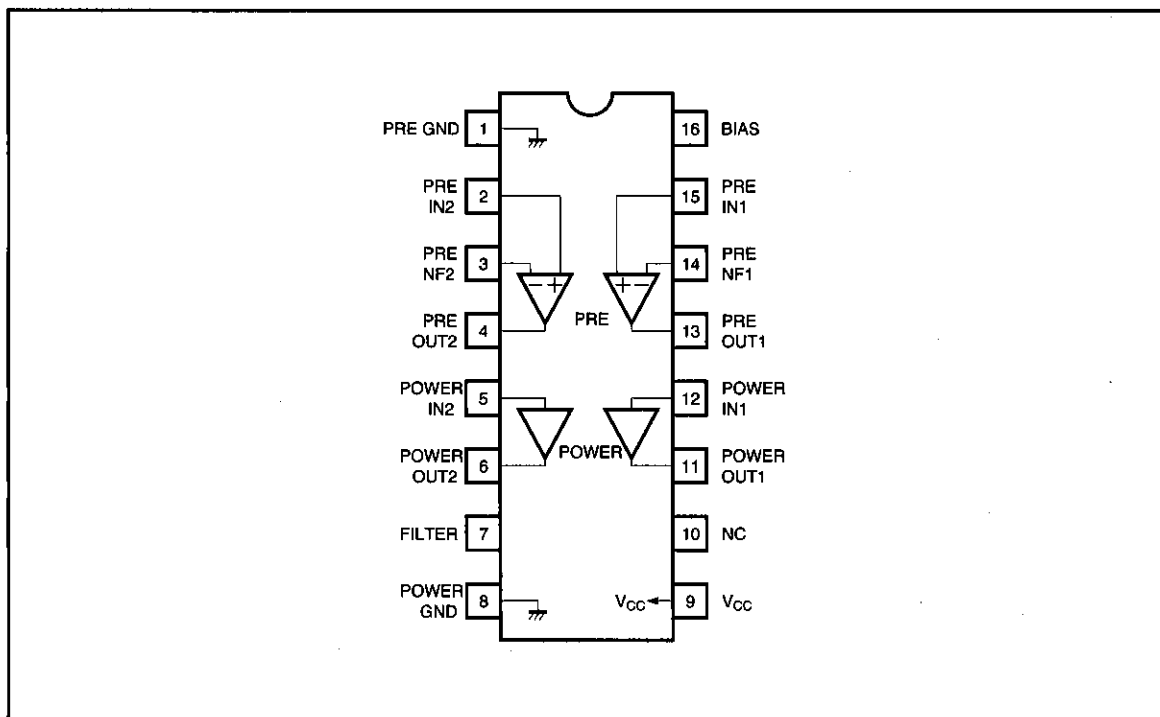 PRE GND 1
16 BIAS
PRE
IN2
2
15
PRE
IN1
PRE
NF2
3
14
PRE
NF1
− +
+ −
PRE
PRE
OUT2
4
13
PRE
OUT1
POWER
IN2
5
12
POWER
IN1
POWER
POWER
OUT2
6
11
POWER
OUT1
FILTER 7
10 NC
POWER
GND
8
VCC
9
VCC